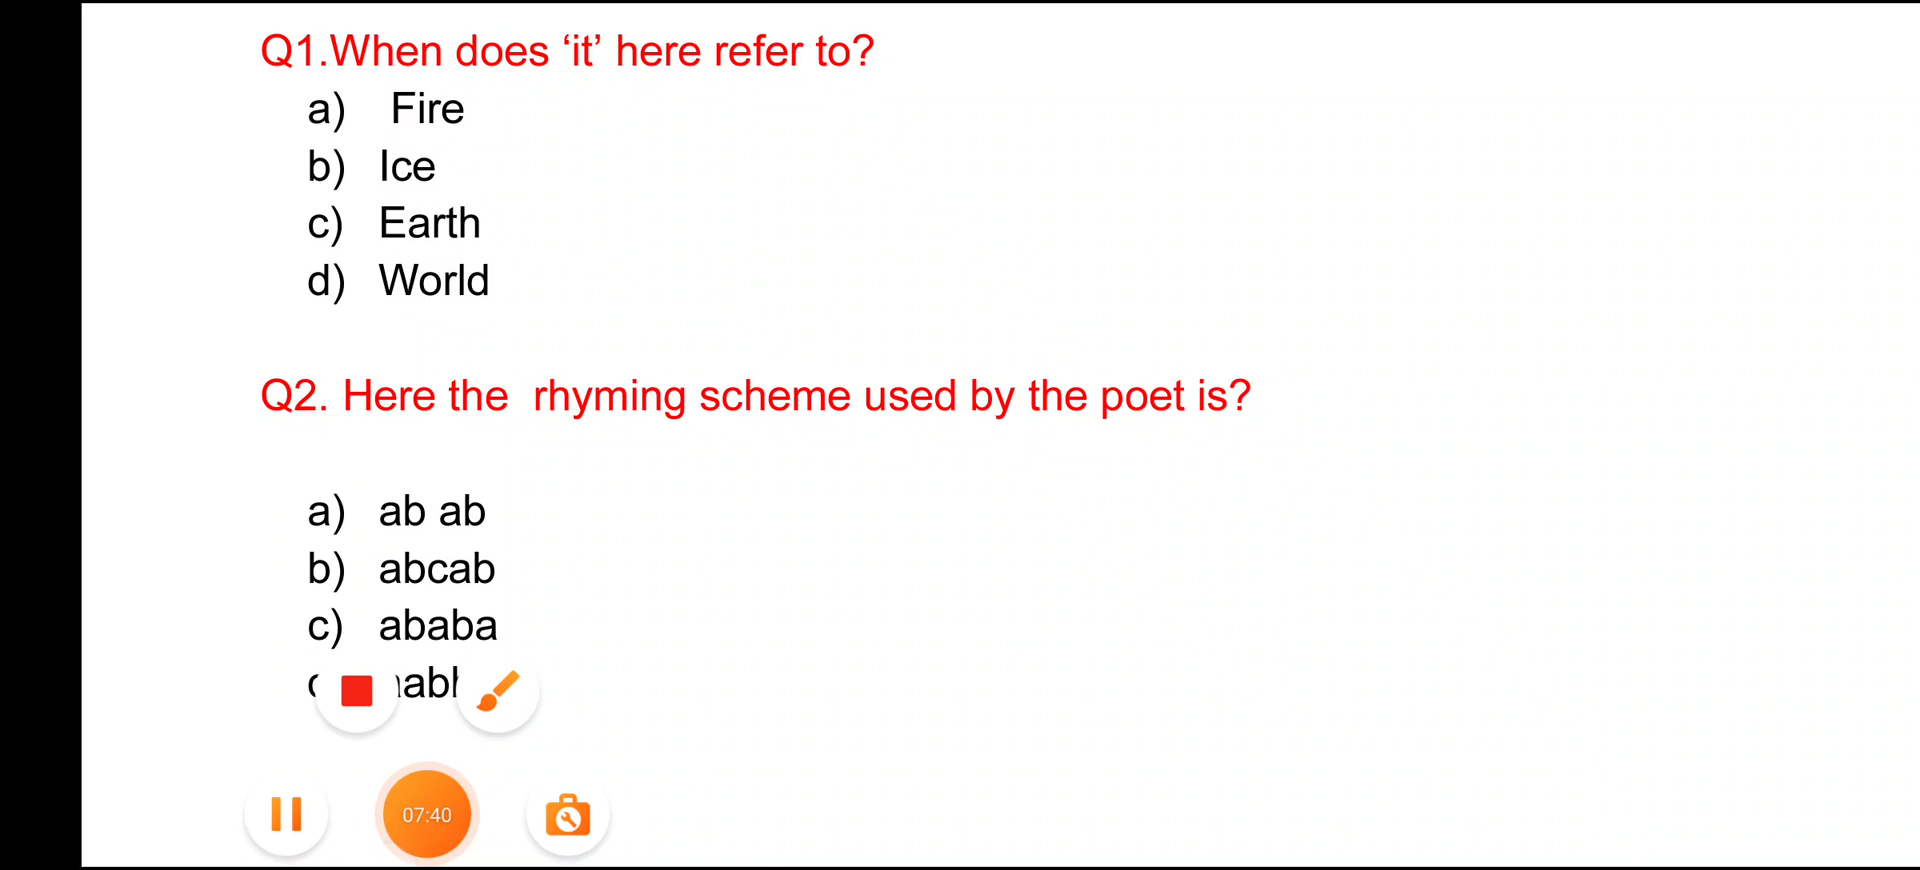 Q1.When does ‘it’ here refer to?
a) Fire
b) Ice
c) Earth
d) World
Q2. Here the rhyming scheme used by the poet is?
a) ab ab
b) abcab
c) ababa
07:40